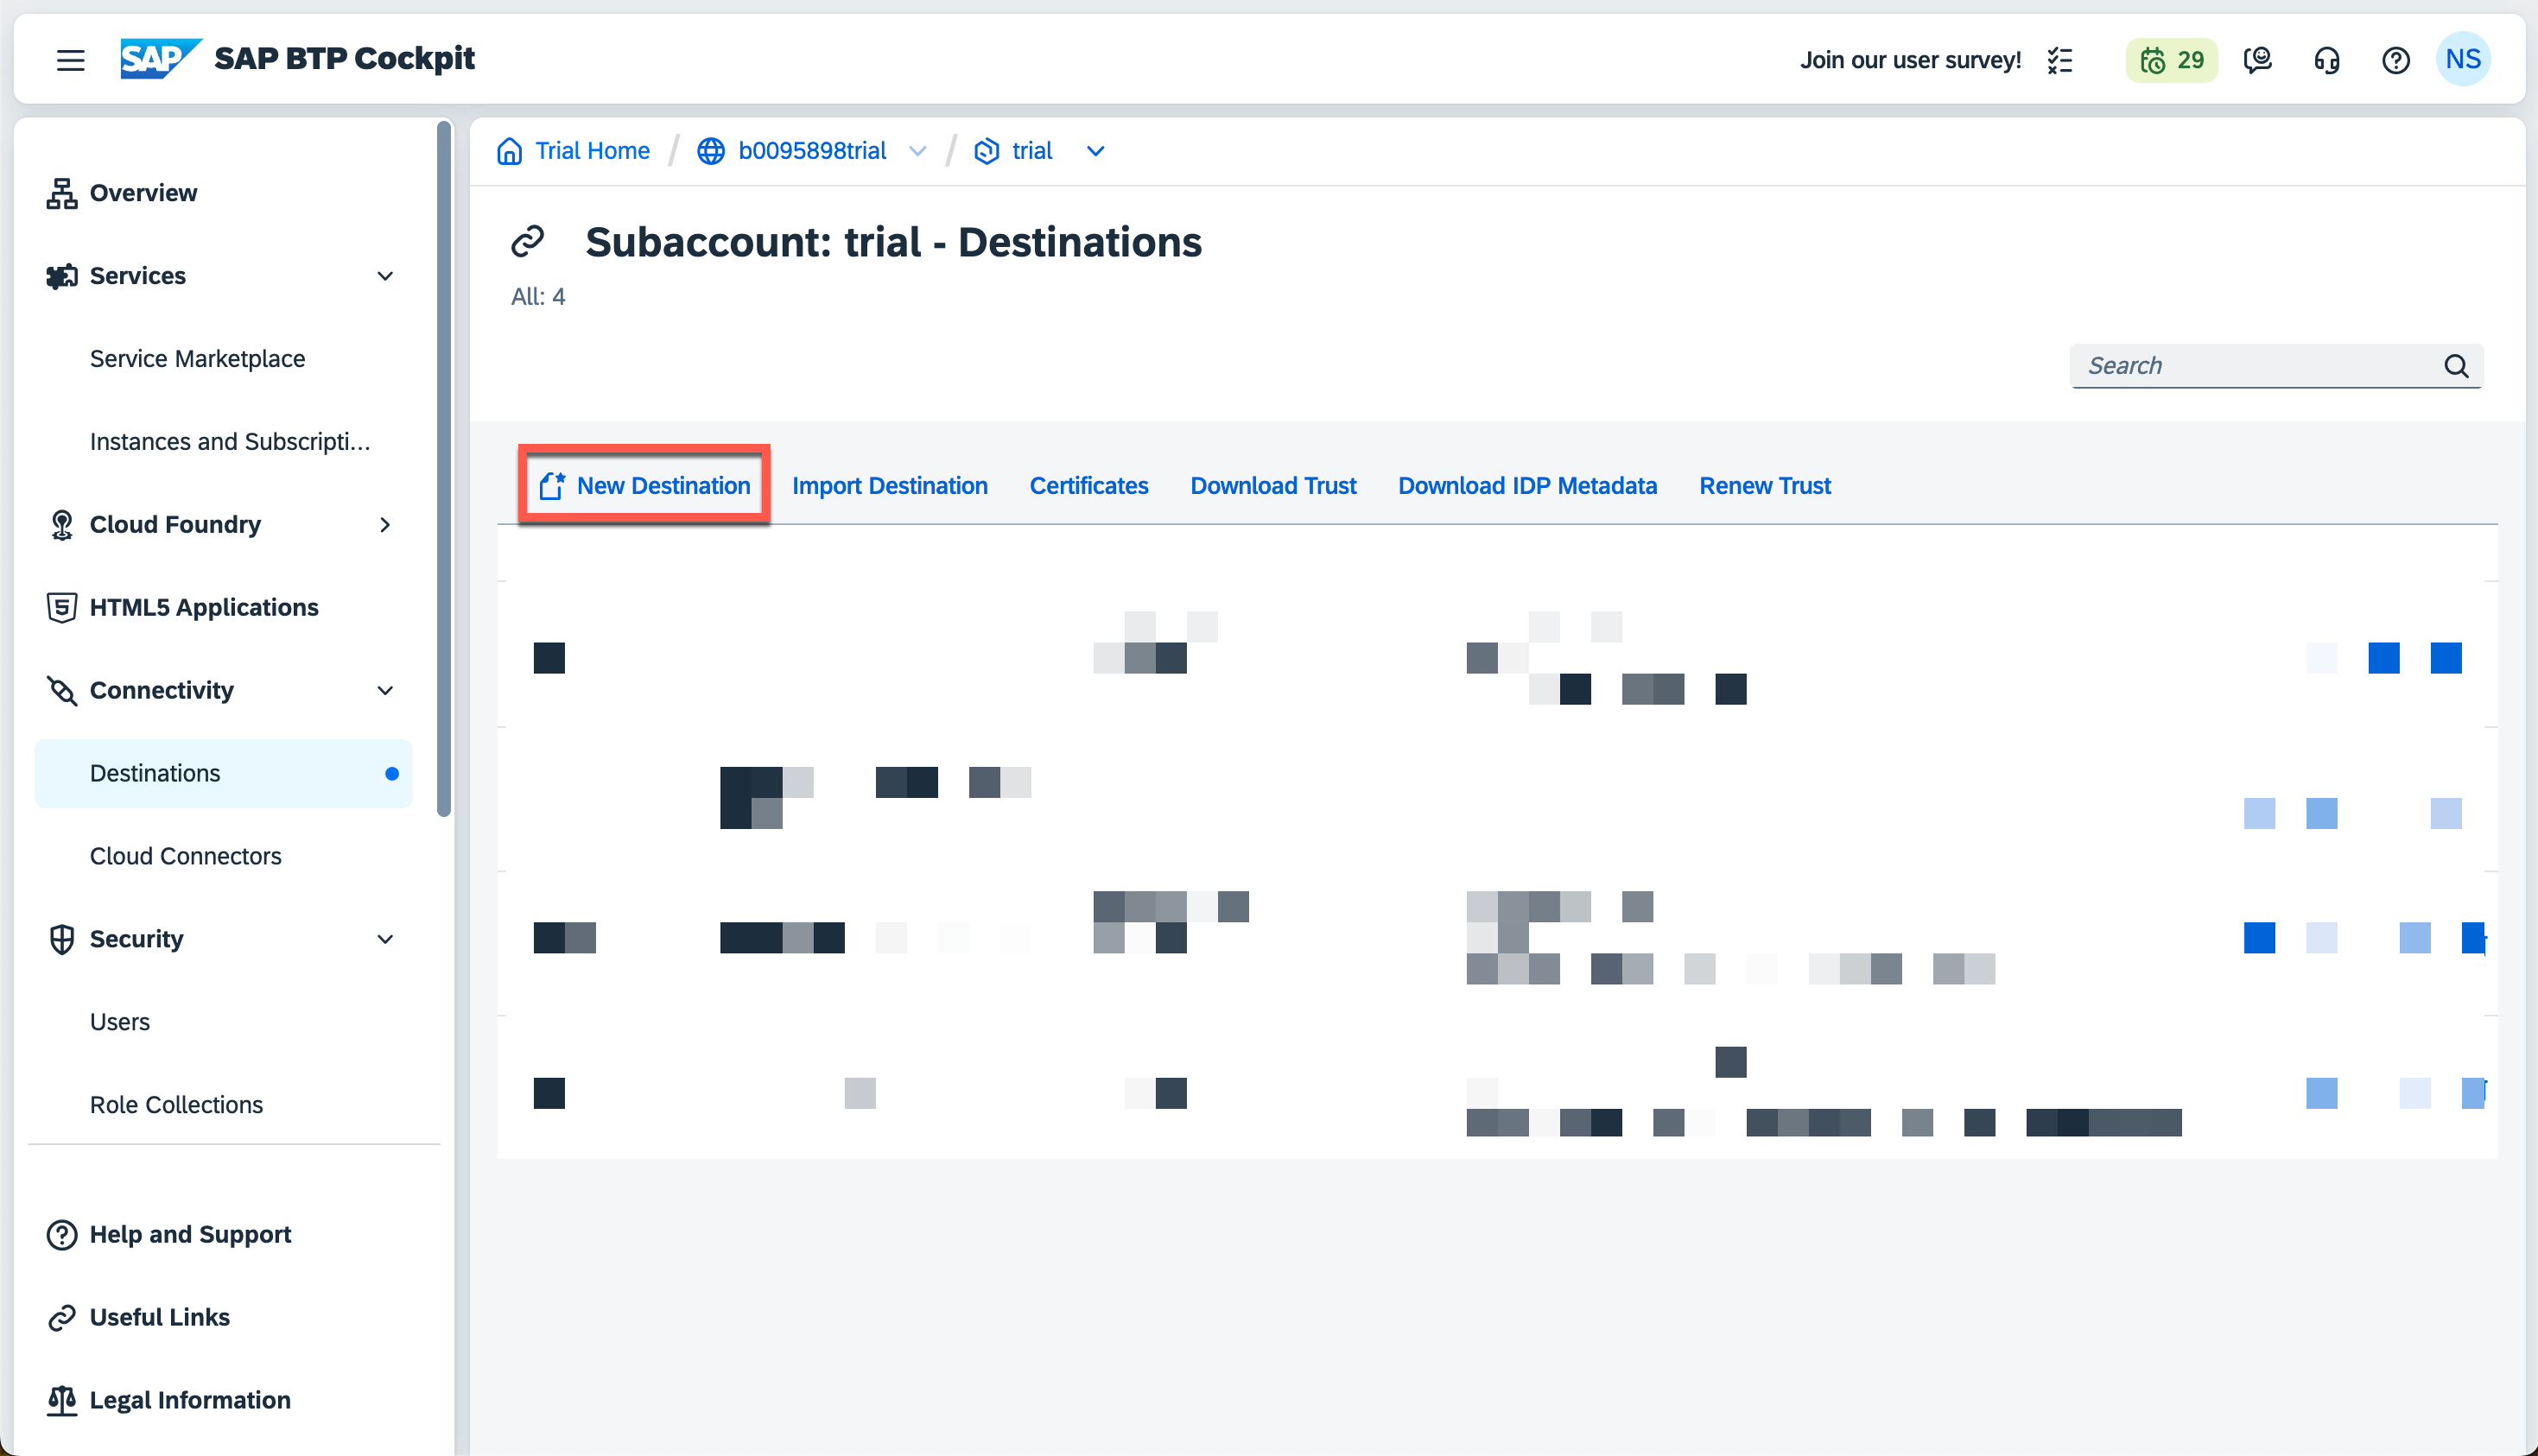 SAP SAP BTP Cockpit
Join our user survey!
29
NS
Overview
Services
Service Marketplace
Instances and Subscripti...
Cloud Foundry
HTML5 Applications
Connectivity
Destinations
Cloud Connectors
Security
Users
Role Collections
Help and Support
Useful Links
Legal Information
Trial Home / b0095898trial / trial
Subaccount: trial - Destinations
All: 4
Search
New Destination Import Destination Certificates Download Trust Download IDP Metadata Renew Trust